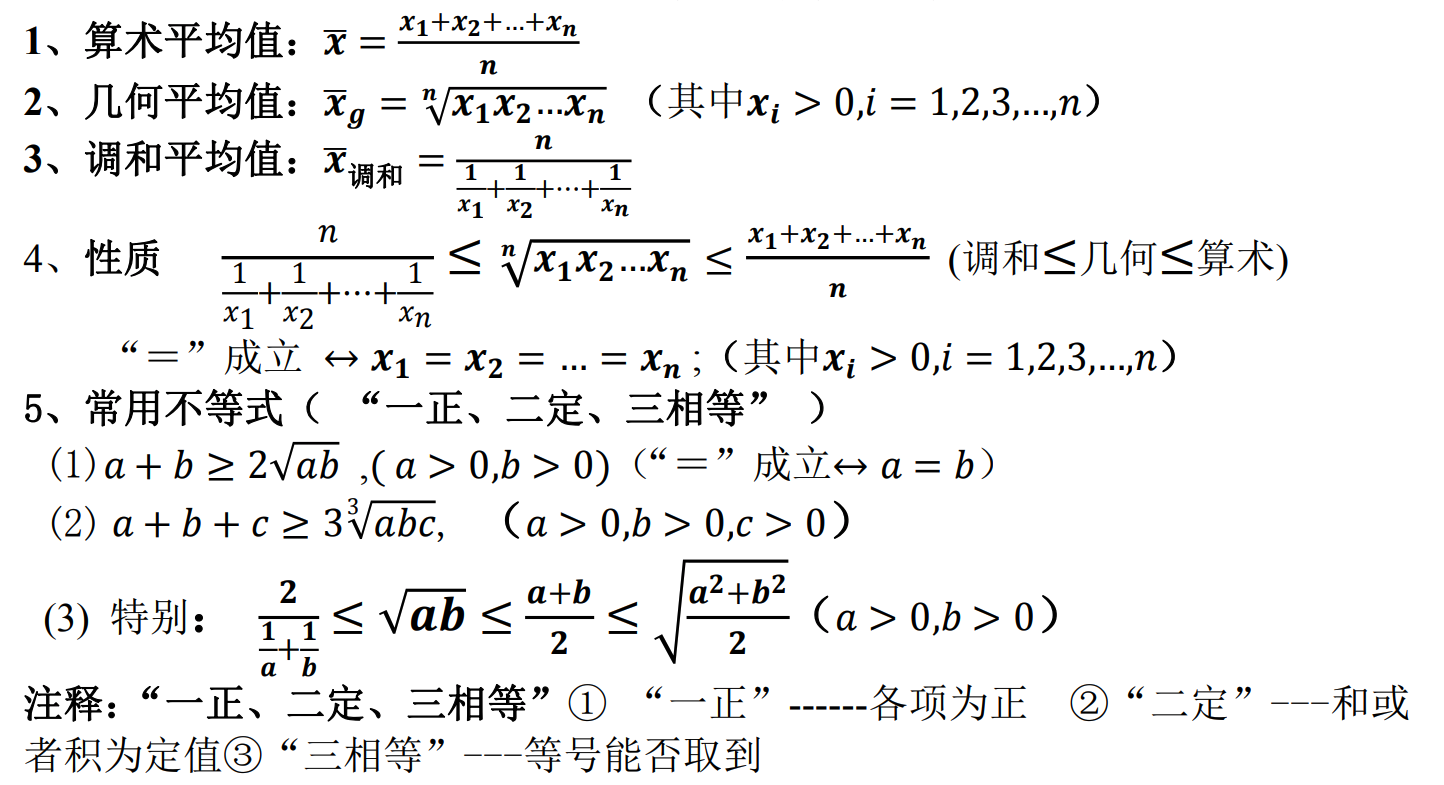 1、算术平均值：x̅ = (x₁+x₂+…+xₙ)/n
2、几何平均值：x̅_g = ⁿ√(x₁x₂…xₙ) （其中xᵢ > 0,i = 1,2,3,…,n）
3、调和平均值：x̅_调和 = n/(1/x₁+1/x₂+⋯+1/xₙ)
4、性质 n/(1/x₁+1/x₂+⋯+1/xₙ) ≤ ⁿ√(x₁x₂…xₙ) ≤ (x₁+x₂+…+xₙ)/n (调和≤几何≤算术)
“＝”成立 ↔ x₁ = x₂ = … = xₙ ;（其中xᵢ > 0,i = 1,2,3,…,n）
5、常用不等式（ “一正、二定、三相等” ）
(1) a + b ≥ 2√(ab) ,( a > 0,b > 0)（“＝”成立↔ a = b）
(2) a + b + c ≥ 3³√(abc), （a > 0,b > 0,c > 0）
(3) 特别： 2/(1/a+1/b) ≤ √(ab) ≤ (a+b)/2 ≤ √((a²+b²)/2)（a > 0,b > 0）
注释：“一正、二定、三相等”① “一正”------各项为正 ②“二定”---和或
者积为定值③“三相等”---等号能否取到